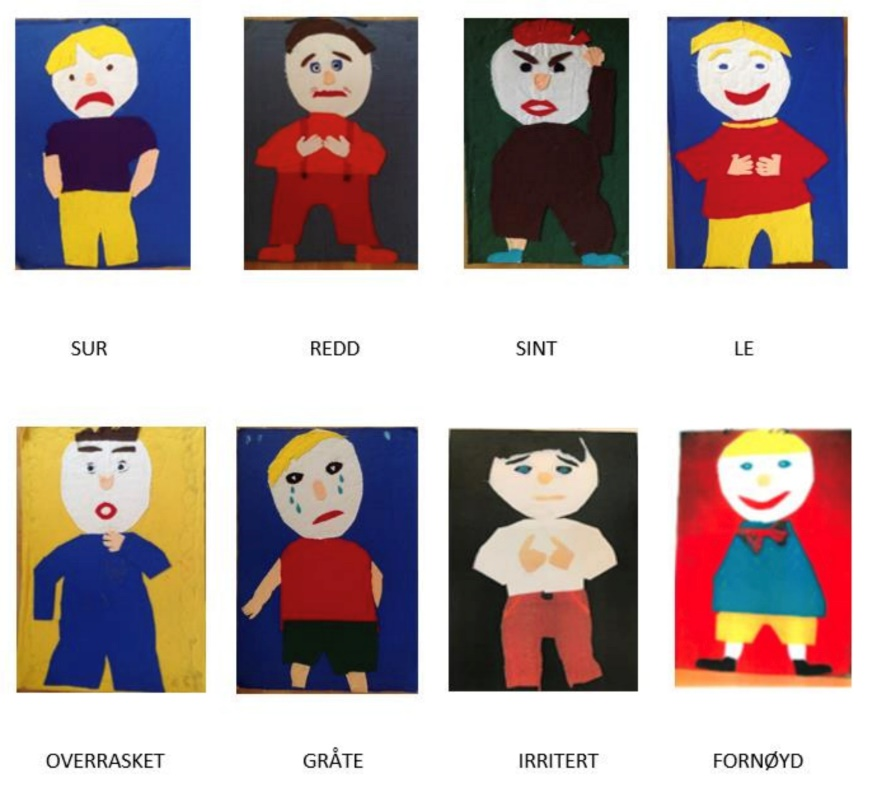 SUR REDD SINT LE
OVERRASKET GRÅTE IRRITERT FORNØYD